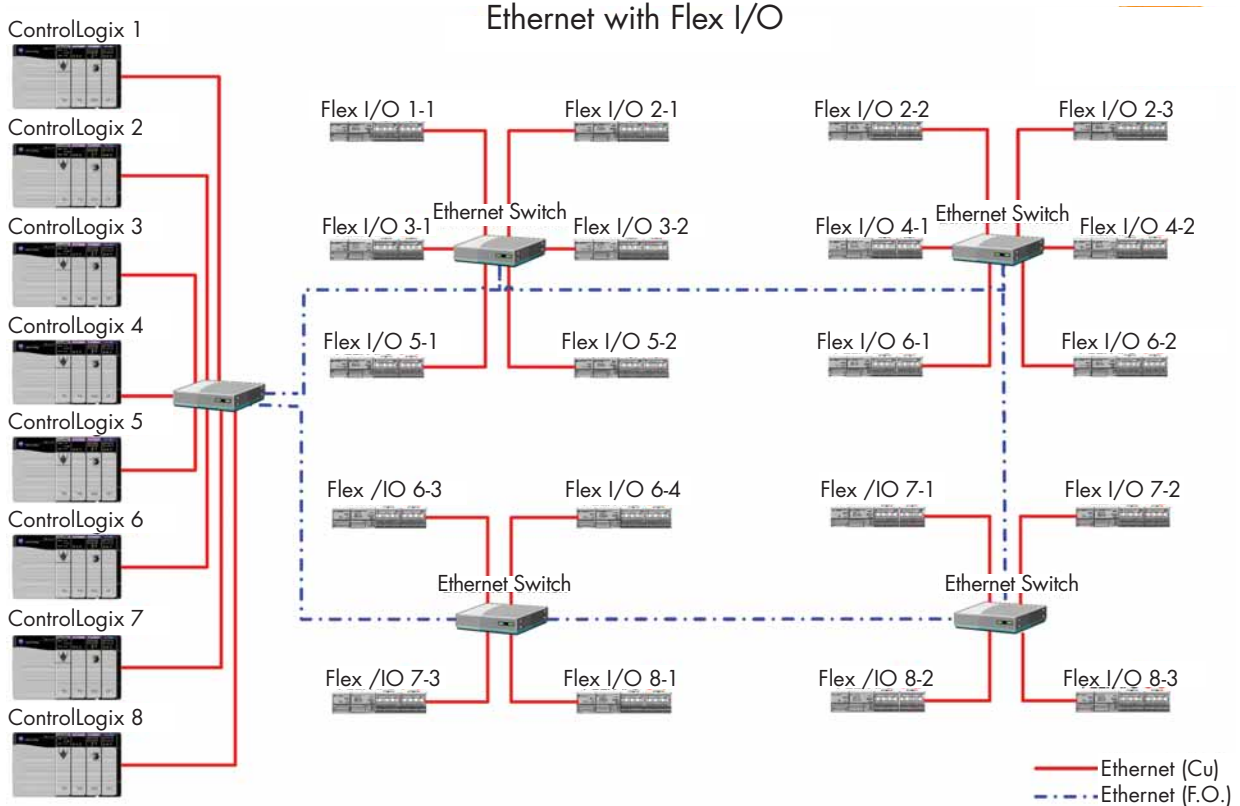 Ethernet with Flex I/O
ControlLogix 1
ControlLogix 2
ControlLogix 3
ControlLogix 4
ControlLogix 5
ControlLogix 6
ControlLogix 7
ControlLogix 8
Flex I/O 1-1
Flex I/O 2-1
Ethernet Switch
Flex I/O 3-1
Flex I/O 3-2
Flex I/O 5-1
Flex I/O 5-2
Flex I/O 2-2
Flex I/O 2-3
Ethernet Switch
Flex I/O 4-1
Flex I/O 4-2
Flex I/O 6-1
Flex I/O 6-2
Flex /IO 6-3
Flex I/O 6-4
Ethernet Switch
Flex /IO 7-3
Flex I/O 8-1
Flex /IO 7-1
Flex I/O 7-2
Ethernet Switch
Flex /IO 8-2
Flex I/O 8-3
Ethernet (Cu)
Ethernet (F.O.)